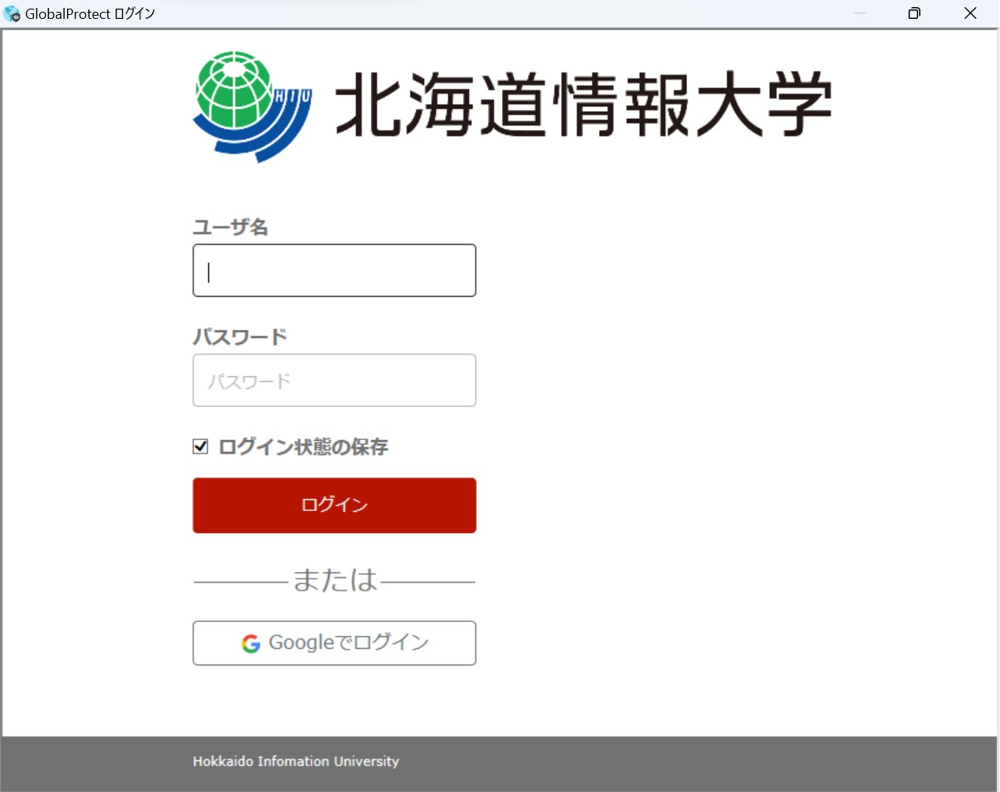 GlobalProtect ログイン
HIU
北海道情報大学
ユーザ名
パスワード
パスワード
ログイン状態の保存
ログイン
または
Googleでログイン
Hokkaido Infomation University